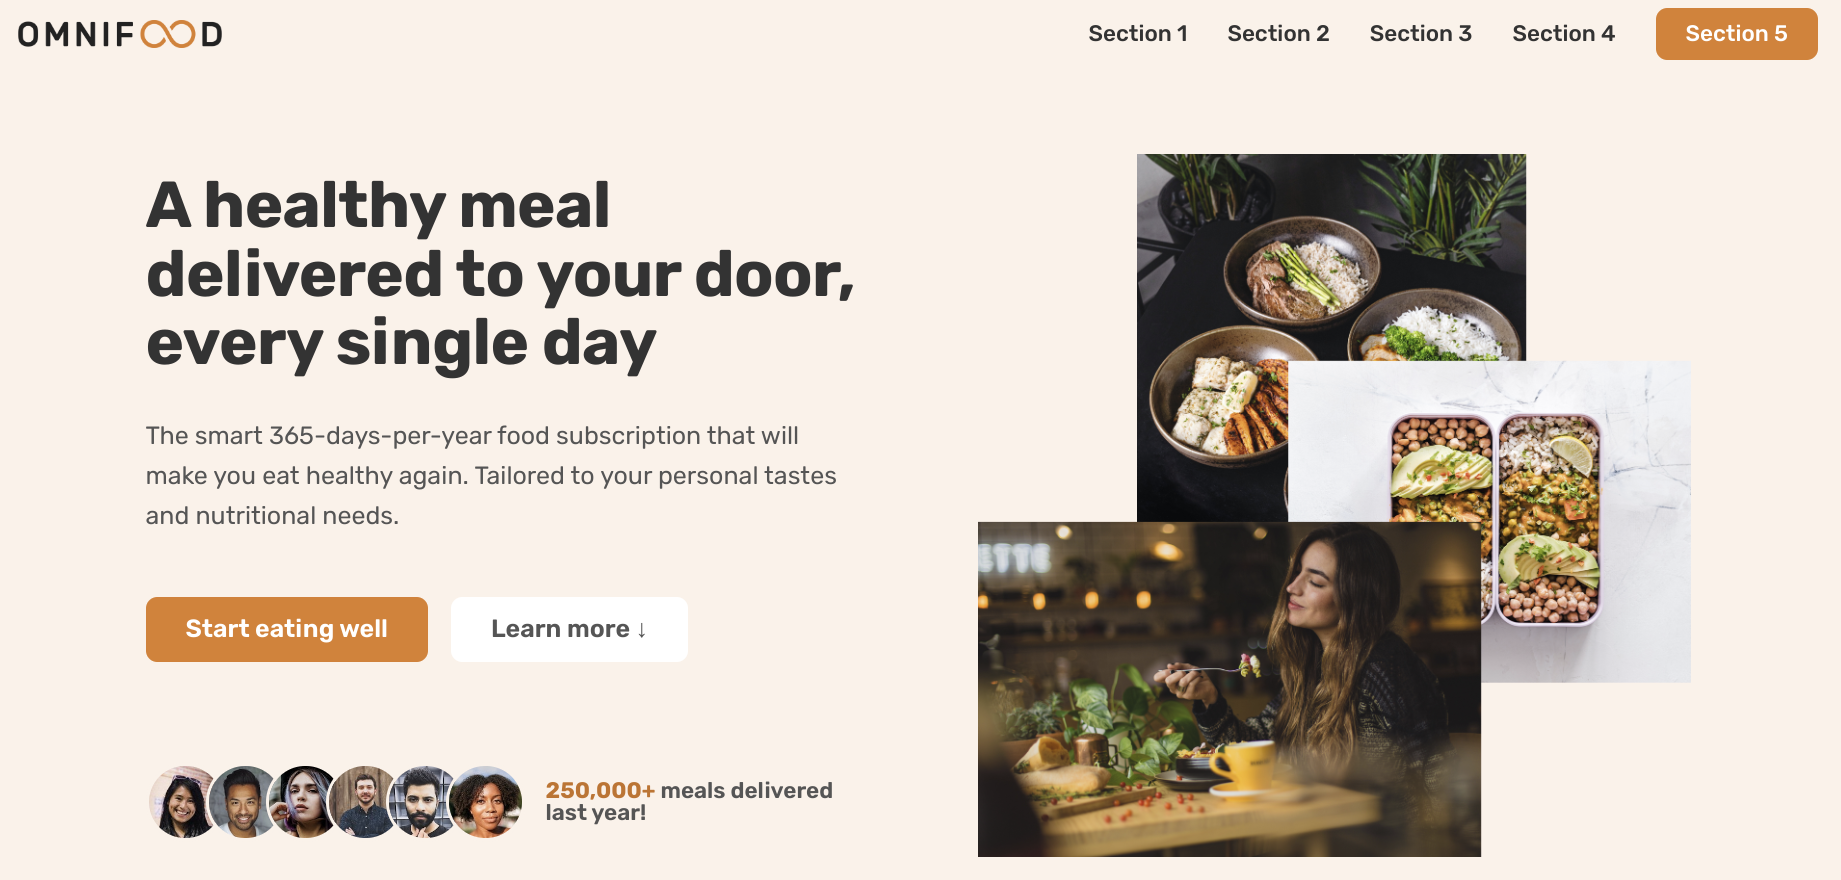 OMNIFOOD
Section 1
Section 2
Section 3
Section 4
Section 5
A healthy meal
delivered to your door,
every single day
The smart 365-days-per-year food subscription that will
make you eat healthy again. Tailored to your personal tastes
and nutritional needs.
Start eating well
Learn more ↓
ETTE
250,000+ meals delivered
last year!